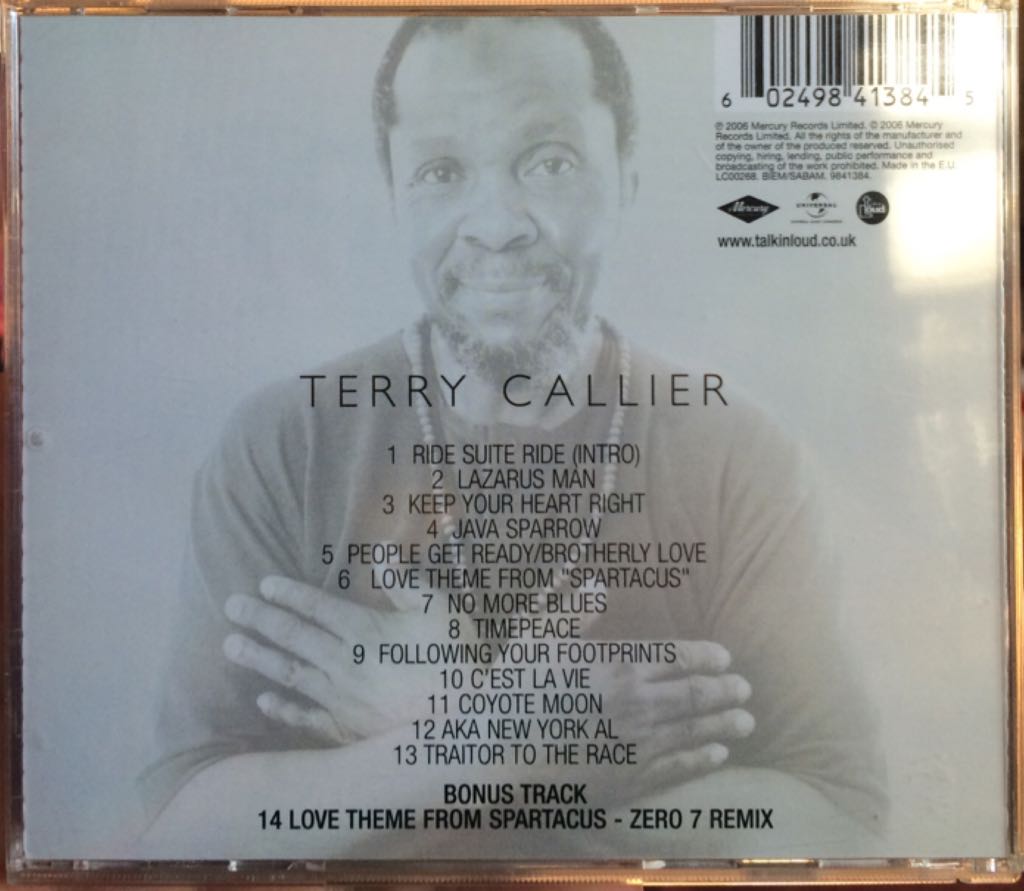 6 02498 41384 5
℗ 2006 Mercury Records Limited. © 2006 Mercury
Records Limited. All the rights of the manufacturer and
of the owner of the produced reserved. Unauthorised
copying, hiring, lending, public performance and
broadcasting of the work prohibited. Made in the E.U.
LC00268. BIEM/SABAM. 9841384.
Mercury UNIVERSAL loud
www.talkinloud.co.uk
TERRY CALLIER
1 RIDE SUITE RIDE (INTRO)
2 LAZARUS MAN
3 KEEP YOUR HEART RIGHT
4 JAVA SPARROW
5 PEOPLE GET READY/BROTHERLY LOVE
6 LOVE THEME FROM "SPARTACUS"
7 NO MORE BLUES
8 TIMEPEACE
9 FOLLOWING YOUR FOOTPRINTS
10 C'EST LA VIE
11 COYOTE MOON
12 AKA NEW YORK AL
13 TRAITOR TO THE RACE
BONUS TRACK
14 LOVE THEME FROM SPARTACUS - ZERO 7 REMIX